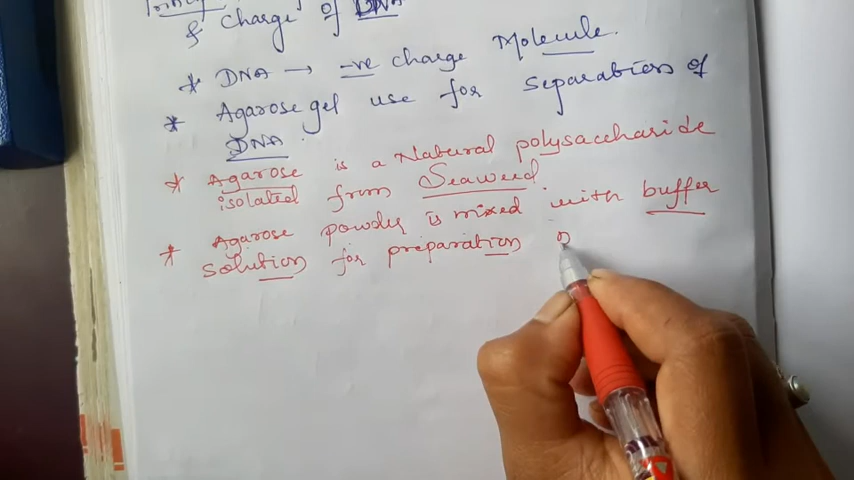 & Charge of DNA
* DNA → -ve charge Molecule.
* Agarose gel use for separation of
DNA.
* Agarose is a Natural polysaccharide
isolated from Seaweed.
* Agarose powder is mixed with buffer
solution for preparation o